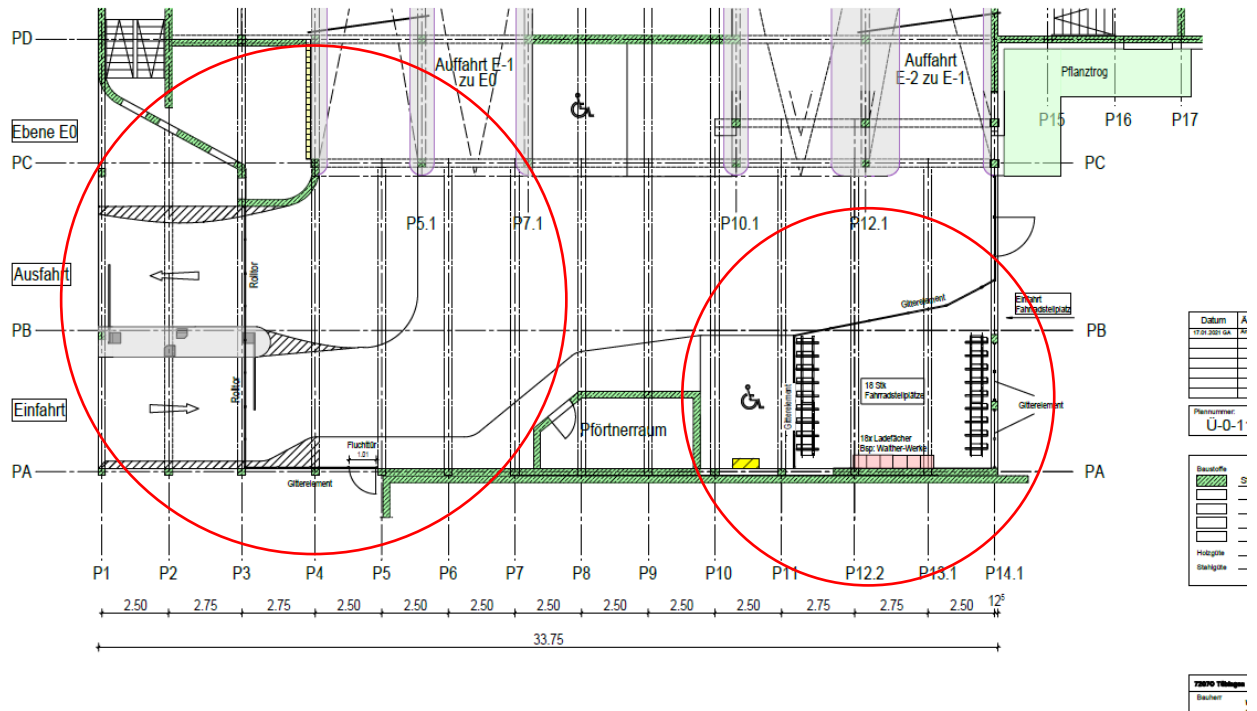 PD
Auffahrt E-1
zu E0
Auffahrt
E-2 zu E-1
Pflanztrog
Ebene E0
P15
P16
P17
PC
PC
P5.1
P7.1
P10.1
P12.1
Ausfahrt
Rolltor
Gitterelement
Einfahrt
Fahrradstellplatz
PB
PB
Datum
17.01.2021 GA
Einfahrt
Rolltor
Gitterelement
18 Stk
Fahrradstellplätze
Gitterelement
Plannummer:
Ü-0-1
Pförtnerraum
Fluchttür
1.01
18x Ladefächer
Bsp: Walther-Werke
PA
Gitterelement
PA
Baustoffe
Holzgüte
Stahlgüte
P1
P2
P3
P4
P5
P6
P7
P8
P9
P10
P11
P12.2
P13.1
P14.1
2.50
2.75
2.75
2.50
2.50
2.50
2.50
2.50
2.50
2.50
2.75
2.75
2.50
12⁵
33.75
72070 Tübingen
Bauherr